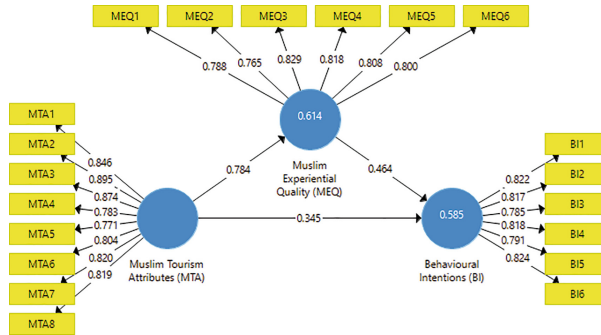 MEQ1 MEQ2 MEQ3 MEQ4 MEQ5 MEQ6
0.788 0.765 0.829 0.818 0.808 0.800
0.614
Muslim
Experiential
Quality (MEQ)
MTA1
MTA2
MTA3
MTA4
MTA5
MTA6
MTA7
MTA8
0.846
0.895
0.874
0.783
0.771
0.804
0.820
0.819
Muslim Tourism
Attributes (MTA)
0.784
0.464
0.345
0.585
Behavioural
Intentions (BI)
0.822
0.817
0.785
0.818
0.791
0.824
BI1
BI2
BI3
BI4
BI5
BI6